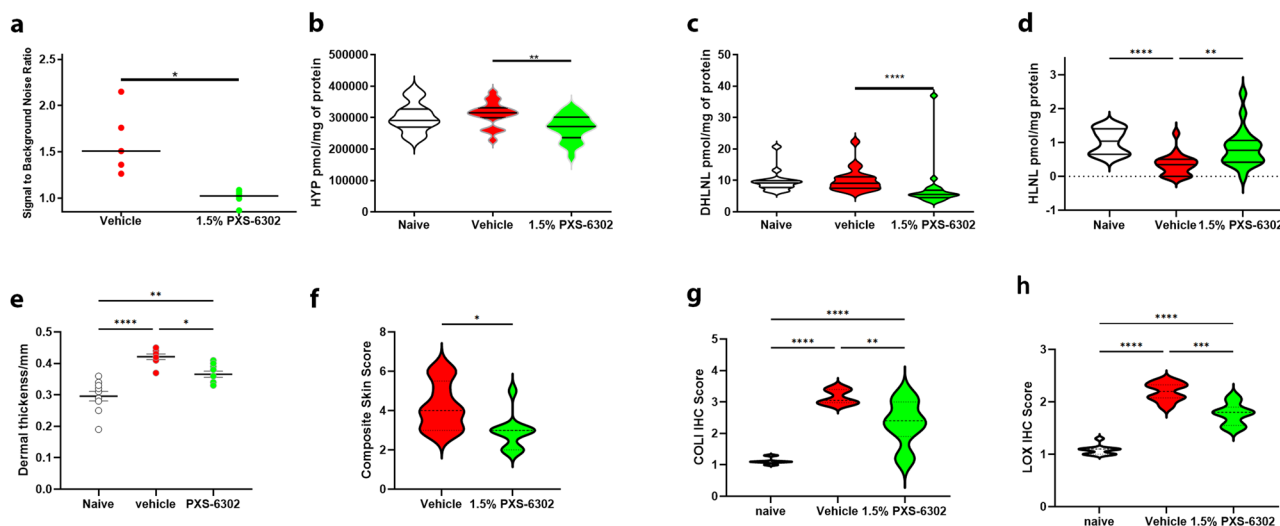 a
Signal to Background Noise Ratio
2.5
2.0
1.5
1.0
*
Vehicle
1.5% PXS-6302
b
HYP pmol/mg of protein
500000
400000
300000
200000
100000
0
**
Naive
Vehicle
1.5% PXS-6302
c
DHLNL pmol/mg of protein
50
40
30
20
10
0
****
Naive
vehicle
1.5% PXS-6302
d
HLNL pmol/mg of protein
3
2
1
0
-1
****
**
Naive
Vehicle
1.5% PXS-6302
e
Dermal thickenss/mm
0.5
0.4
0.3
0.2
0.1
0.0
**
****
*
Naive
vehicle
PXS-6302
f
Composite Skin Score
8
6
4
2
0
*
Vehicle
1.5% PXS-6302
g
COLI IHC Score
5
4
3
2
1
0
****
****
**
naive
Vehicle
1.5% PXS-6302
h
LOX IHC Score
3
2
1
0
****
****
***
naive
Vehicle
1.5% PXS-6302